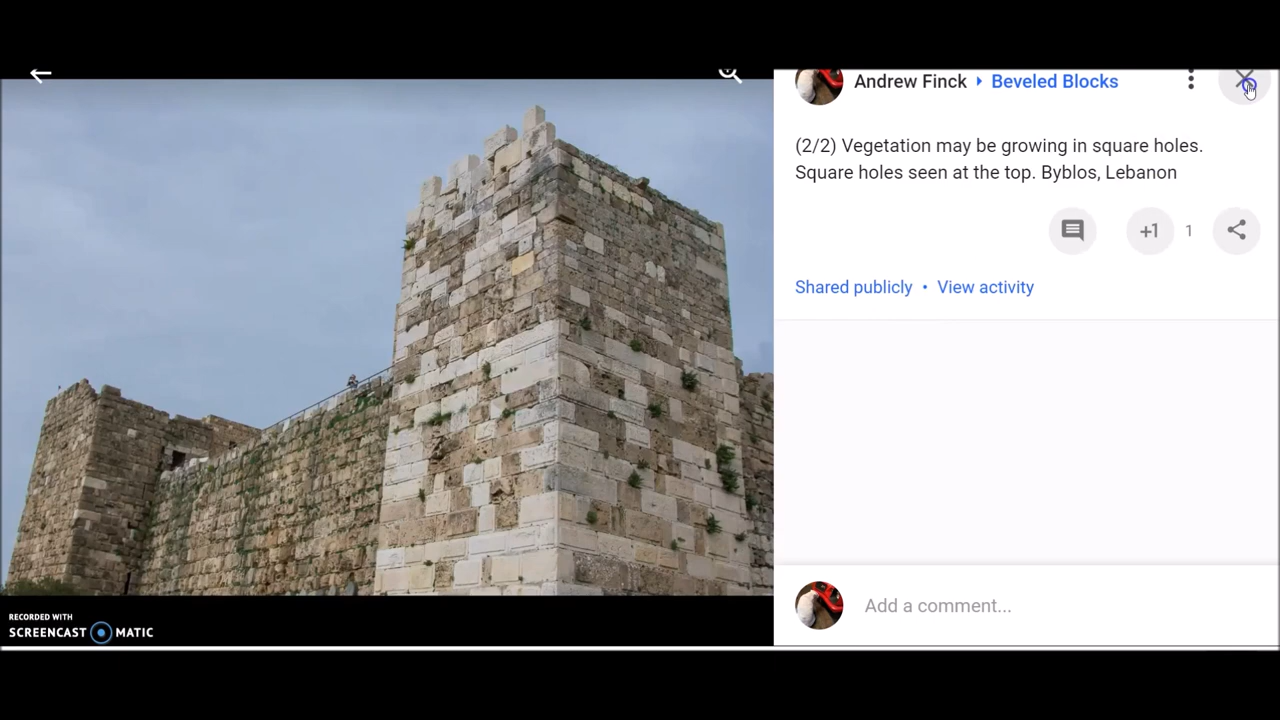 Andrew Finck Beveled Blocks
(2/2) Vegetation may be growing in square holes.
Square holes seen at the top. Byblos, Lebanon
+1 1
Shared publicly • View activity
Add a comment...
RECORDED WITH
SCREENCAST MATIC